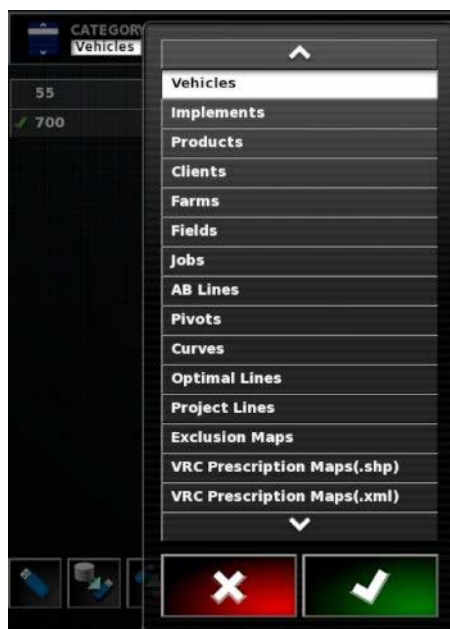 CATEGORY
Vehicles
55
700
Vehicles
Implements
Products
Clients
Farms
Fields
Jobs
AB Lines
Pivots
Curves
Optimal Lines
Project Lines
Exclusion Maps
VRC Prescription Maps(.shp)
VRC Prescription Maps(.xml)